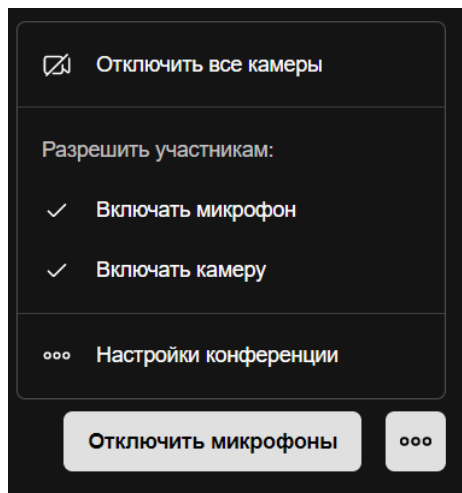 Отключить все камеры
Разрешить участникам:
Включать микрофон
Включать камеру
Настройки конференции
Отключить микрофоны